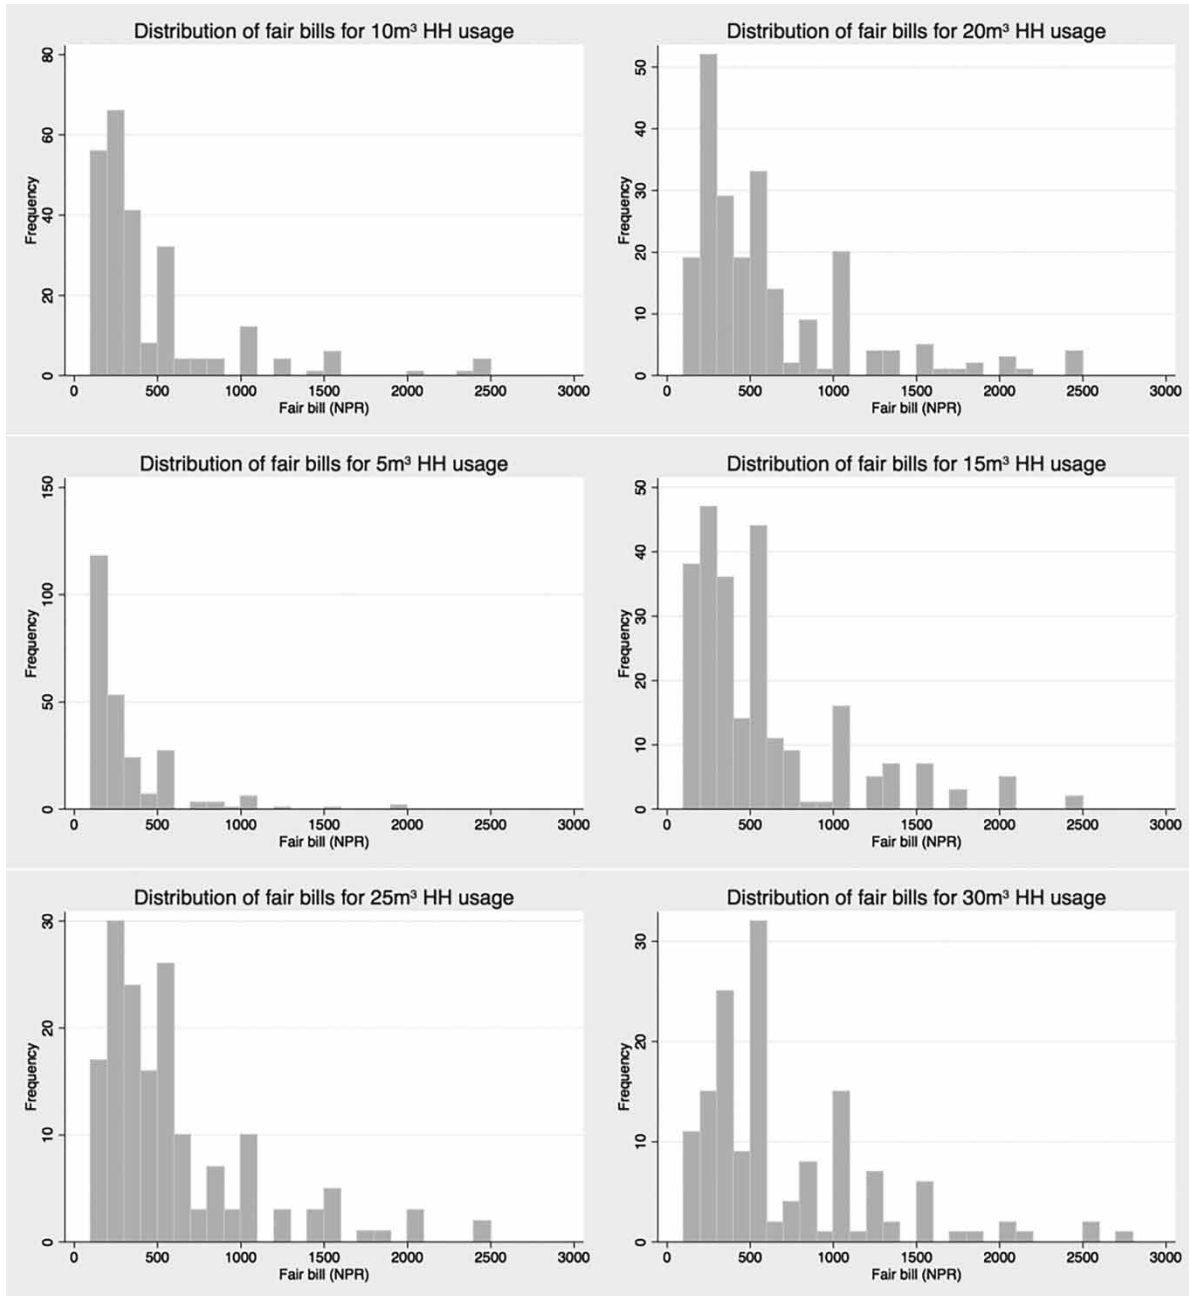 Distribution of fair bills for 10m³ HH usage
80
60
40
20
0
Frequency
0 500 1000 1500 2000 2500 3000
Fair bill (NPR)
Distribution of fair bills for 20m³ HH usage
50
40
30
20
10
0
Frequency
0 500 1000 1500 2000 2500 3000
Fair bill (NPR)
Distribution of fair bills for 5m³ HH usage
150
100
50
0
Frequency
0 500 1000 1500 2000 2500 3000
Fair bill (NPR)
Distribution of fair bills for 15m³ HH usage
50
40
30
20
10
0
Frequency
0 500 1000 1500 2000 2500 3000
Fair bill (NPR)
Distribution of fair bills for 25m³ HH usage
30
20
10
0
Frequency
0 500 1000 1500 2000 2500 3000
Fair bill (NPR)
Distribution of fair bills for 30m³ HH usage
30
20
10
0
Frequency
0 500 1000 1500 2000 2500 3000
Fair bill (NPR)